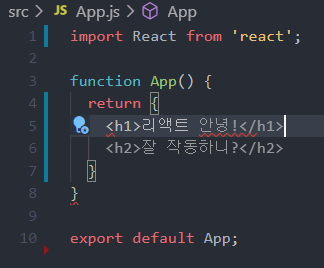 src > JS App.js > App
1 import React from 'react';
2
3 function App() {
4 return {
5 <h1>리액트 안녕!</h1>
6 <h2>잘 작동하니?</h2>
7 }
8 }
9
10 export default App;